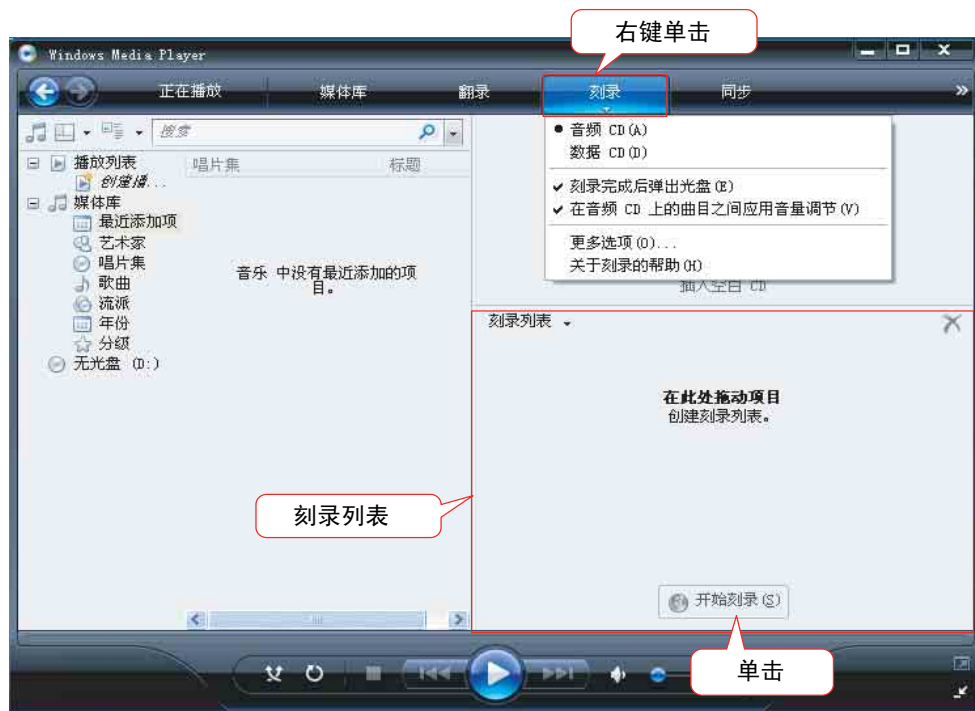 右键单击
Windows Media Player
正在播放
媒体库
翻录
刻录
同步
搜索
音频 CD(A)
数据 CD(D)
刻录完成后弹出光盘(E)
在音频 CD 上的曲目之间应用音量调节(V)
更多选项(O)...
关于刻录的帮助(H)
插入空白 CD
播放列表
创建播...
媒体库
最近添加项
艺术家
唱片集
歌曲
流派
年份
分级
无光盘 (D:)
唱片集
标题
音乐 中没有最近添加的项
目。
刻录列表
在此处拖动项目
创建刻录列表。
刻录列表
开始刻录(S)
单击